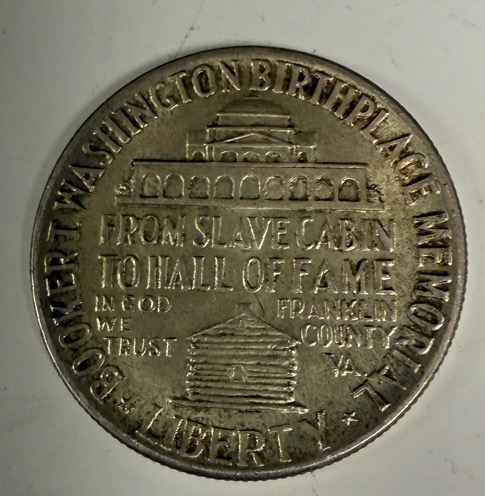 BOOKER T. WASHINGTON BIRTHPLACE MEMORIAL
FROM SLAVE CABIN
TO HALL OF FAME
IN GOD
WE
TRUST
FRANKLIN
COUNTY
VA.
LIBERTY